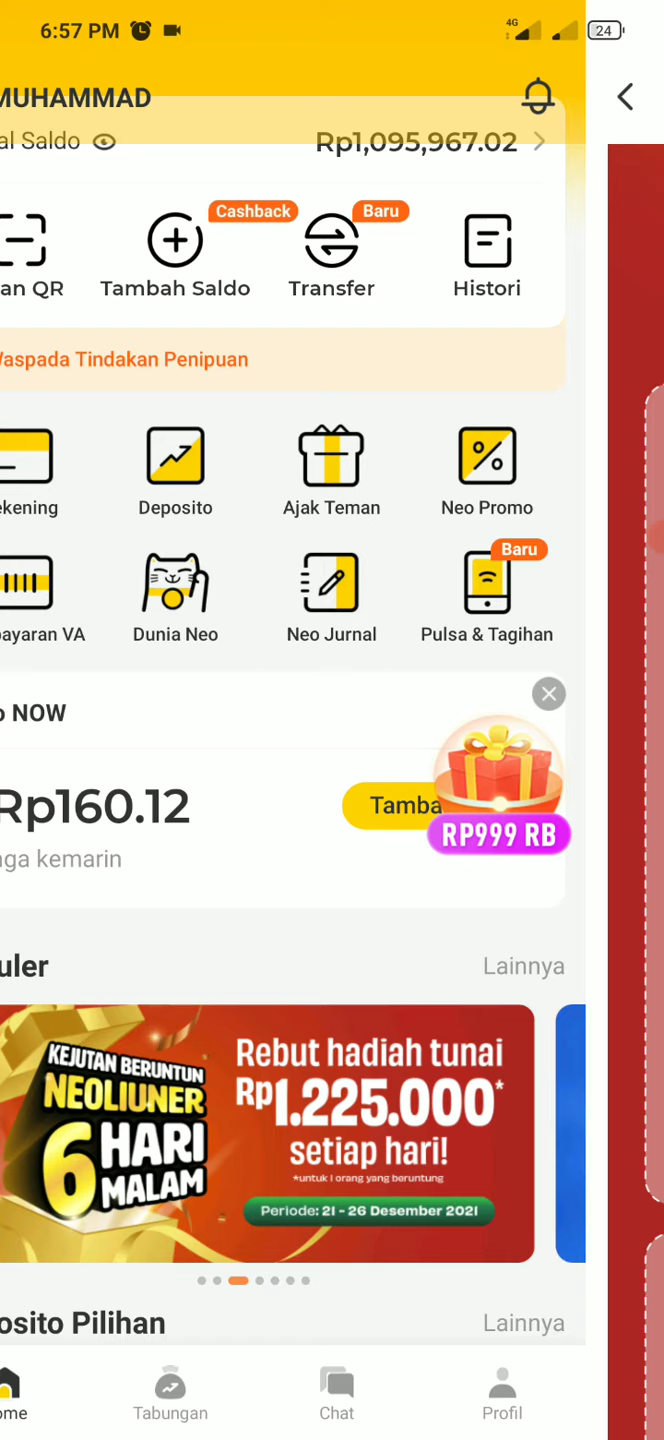 6:57 PM
4G
24
MUHAMMAD
al Saldo
Rp1,095,967.02
Cashback
Baru
an QR
Tambah Saldo
Transfer
Histori
Waspada Tindakan Penipuan
ekening
Deposito
Ajak Teman
Neo Promo
Baru
bayaran VA
Dunia Neo
Neo Jurnal
Pulsa & Tagihan
o NOW
Rp160.12
Tamba
RP999 RB
nga kemarin
uler
Lainnya
KEJUTAN BERUNTUN
NEOLIUNER
6 HARI
MALAM
Rebut hadiah tunai
Rp1.225.000*
setiap hari!
*untuk 1 orang yang beruntung
Periode: 21 - 26 Desember 2021
osito Pilihan
Lainnya
ome
Tabungan
Chat
Profil